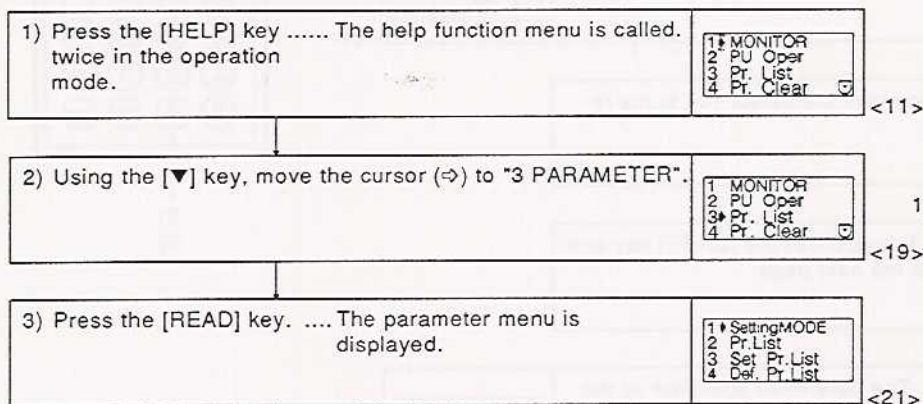 1) Press the [HELP] key ...... The help function menu is called.
twice in the operation
mode.
1 MONITOR
2 PU Oper
3 Pr. List
4 Pr. Clear
<11>
2) Using the [▼] key, move the cursor (⇨) to "3 PARAMETER".
1 MONITOR
2 PU Oper
3 Pr. List
4 Pr. Clear
1
<19>
3) Press the [READ] key. .... The parameter menu is
displayed.
1 SettingMODE
2 Pr.List
3 Set Pr.List
4 Def. Pr.List
<21>